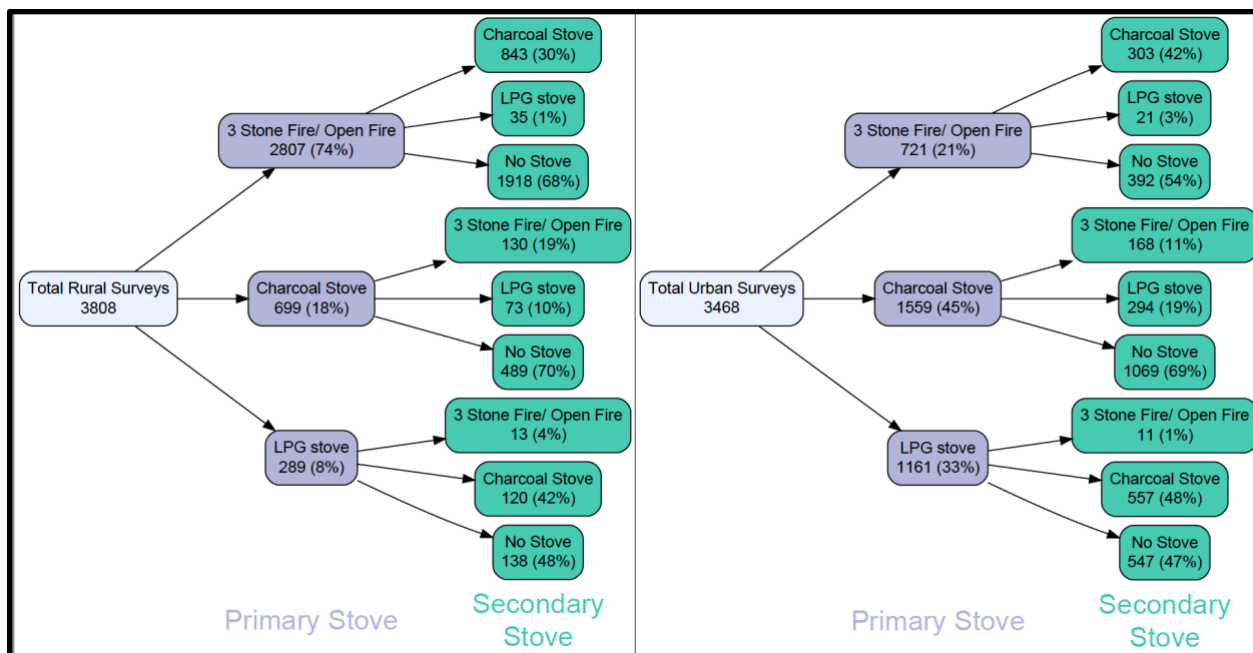 Charcoal Stove
843 (30%)
LPG stove
35 (1%)
3 Stone Fire/ Open Fire
2807 (74%)
No Stove
1918 (68%)
3 Stone Fire/ Open Fire
130 (19%)
Total Rural Surveys
3808
Charcoal Stove
699 (18%)
LPG stove
73 (10%)
No Stove
489 (70%)
3 Stone Fire/ Open Fire
13 (4%)
LPG stove
289 (8%)
Charcoal Stove
120 (42%)
No Stove
138 (48%)
Primary Stove
Secondary
Stove
Charcoal Stove
303 (42%)
LPG stove
21 (3%)
3 Stone Fire/ Open Fire
721 (21%)
No Stove
392 (54%)
3 Stone Fire/ Open Fire
168 (11%)
Total Urban Surveys
3468
Charcoal Stove
1559 (45%)
LPG stove
294 (19%)
No Stove
1069 (69%)
3 Stone Fire/ Open Fire
11 (1%)
LPG stove
1161 (33%)
Charcoal Stove
557 (48%)
No Stove
547 (47%)
Primary Stove
Secondary
Stove